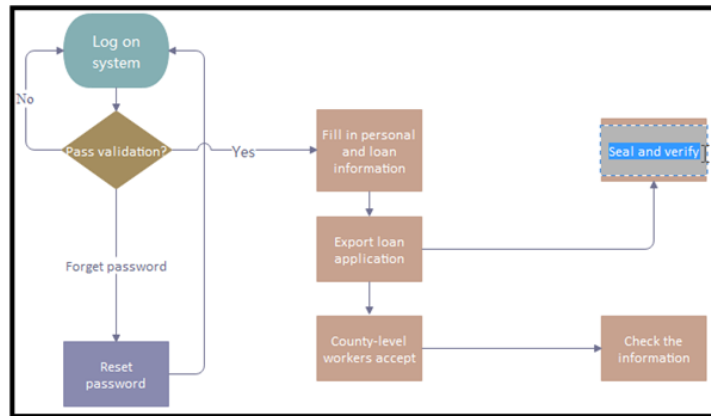 Log on
system
No
Pass validation?
Yes
Fill in personal
and loan
information
Seal and verify
Export loan
application
Forget password
County-level
workers accept
Check the
information
Reset
password